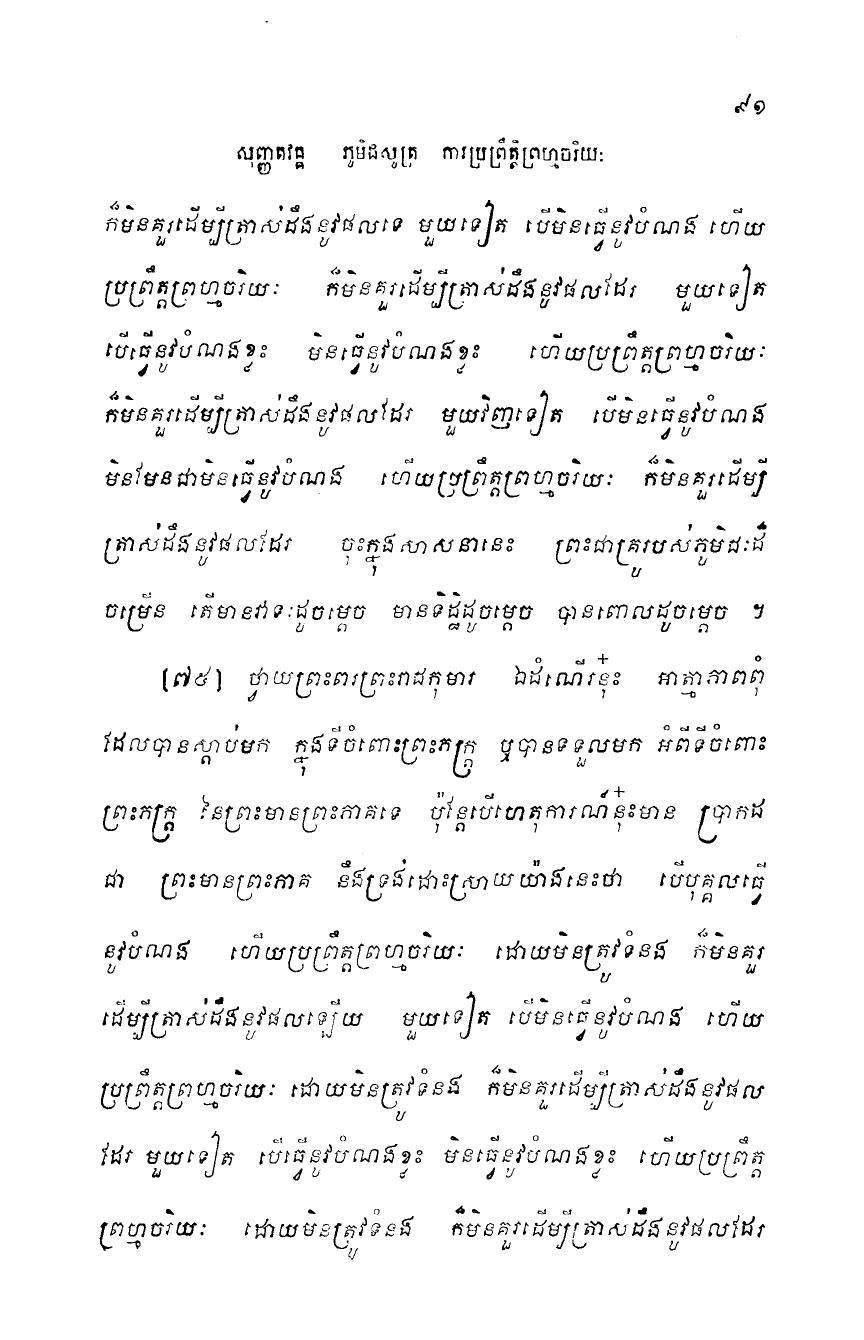 ៩១
សុញ្ញតវគ្គ ភូមិជសូត្រ ការប្រព្រឹត្តិព្រហ្មចរិយៈ
ក៏មិនគួរដើម្បីត្រាស់ដឹងនូវផលទេ មួយទៀត បើមិនធ្វើនូវបំណង ហើយ
ប្រព្រឹត្តព្រហ្មចរិយៈ ក៏មិនគួរដើម្បីត្រាស់ដឹងនូវផលដែរ មួយទៀត
បើធ្វើនូវបំណងខ្លះ មិនធ្វើនូវបំណងខ្លះ ហើយប្រព្រឹត្តព្រហ្មចរិយៈ
ក៏មិនគួរដើម្បីត្រាស់ដឹងនូវផលដែរ មួយវិញទៀត បើមិនធ្វើនូវបំណង
មិនមែនជាមិនធ្វើនូវបំណង ហើយប្រព្រឹត្តព្រហ្មចរិយៈ ក៏មិនគួរដើម្បី
ត្រាស់ដឹងនូវផលដែរ ចុះក្នុងសាសនានេះ ព្រះជាគ្រូរបស់ភូមិជៈដ៏
ចម្រើន តើមានវាទៈដូចម្តេច មានទិដ្ឋិដូចម្តេច បានពោលដូចម្តេច ។
[៧៥] ថ្វាយព្រះពរព្រះរាជកុមារ ឯដំណើរនុ៎ះ អាត្មាភាពពុំ
ដែលបានស្តាប់មក ក្នុងទីចំពោះព្រះភក្ត្រ ឬបានទទួលមក អំពីទីចំពោះ
ព្រះភក្ត្រ នៃព្រះមានព្រះភាគទេ ប៉ុន្តែបើហេតុការណ៍នុ៎ះមាន ប្រាកដ
ជា ព្រះមានព្រះភាគ នឹងទ្រង់ដោះស្រាយយ៉ាងនេះថា បើបុគ្គលធ្វើ
នូវបំណង ហើយប្រព្រឹត្តព្រហ្មចរិយៈ ដោយមិនត្រូវទំនង ក៏មិនគួរ
ដើម្បីត្រាស់ដឹងនូវផលឡើយ មួយទៀត បើមិនធ្វើនូវបំណង ហើយ
ប្រព្រឹត្តព្រហ្មចរិយៈ ដោយមិនត្រូវទំនង ក៏មិនគួរដើម្បីត្រាស់ដឹងនូវផល
ដែរ មួយទៀត បើធ្វើនូវបំណងខ្លះ មិនធ្វើនូវបំណងខ្លះ ហើយប្រព្រឹត្ត
ព្រហ្មចរិយៈ ដោយមិនត្រូវទំនង ក៏មិនគួរដើម្បីត្រាស់ដឹងនូវផលដែរ